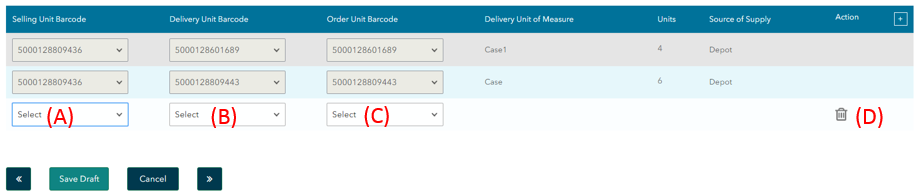 Selling Unit Barcode Delivery Unit Barcode Order Unit Barcode Delivery Unit of Measure Units Source of Supply Action +
5000128809436 5000128601689 5000128601689 Case1 4 Depot
5000128809436 5000128809443 5000128809443 Case 6 Depot
Select (A) Select (B) Select (C) (D)
« Save Draft Cancel »